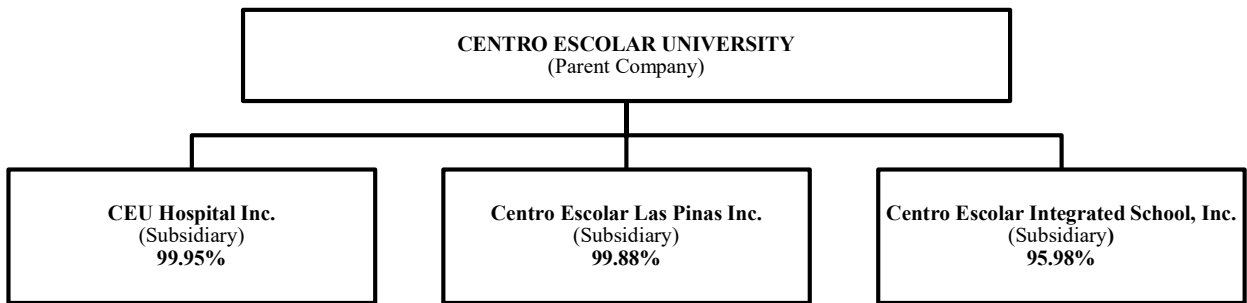 CENTRO ESCOLAR UNIVERSITY
(Parent Company)
CEU Hospital Inc.
(Subsidiary)
99.95%
Centro Escolar Las Pinas Inc.
(Subsidiary)
99.88%
Centro Escolar Integrated School, Inc.
(Subsidiary)
95.98%